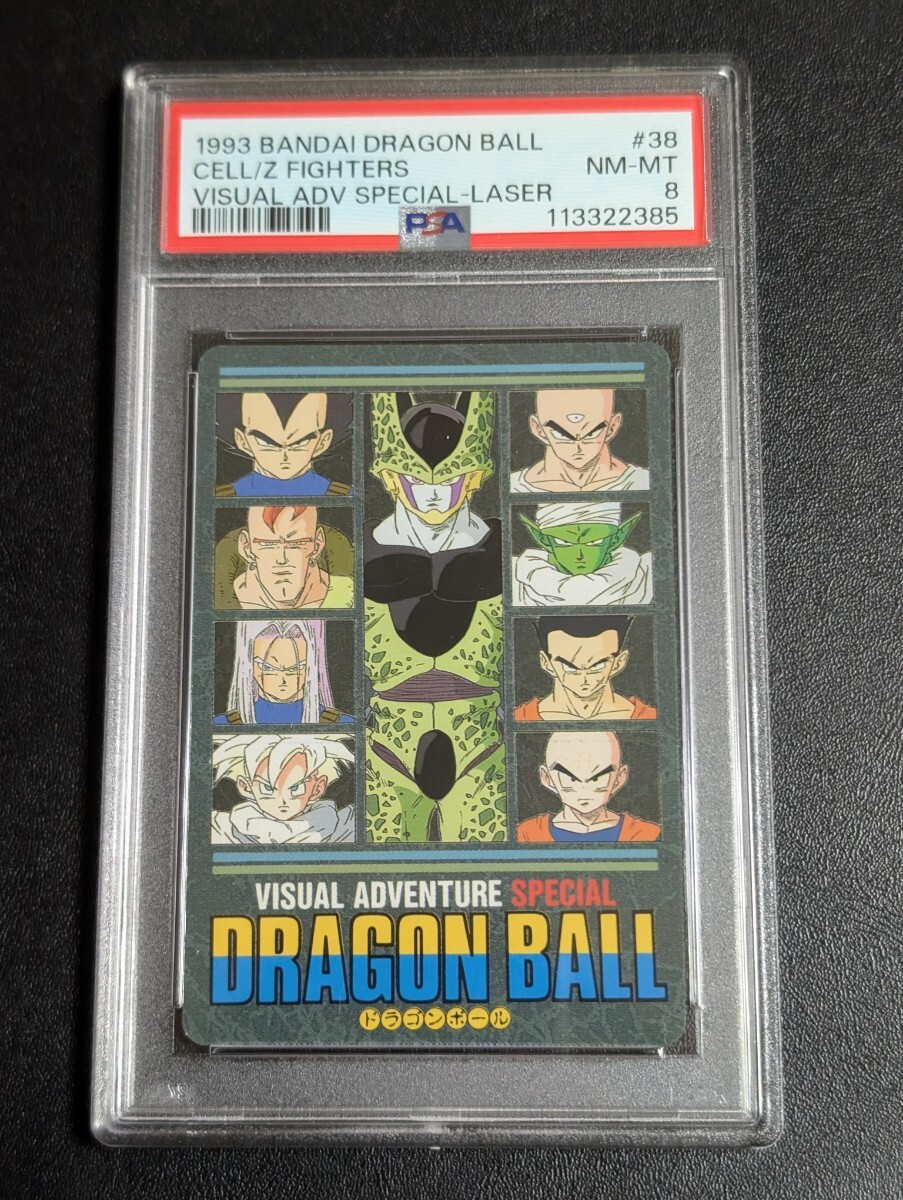 1993 BANDAI DRAGON BALL #38
CELL/Z FIGHTERS NM-MT
VISUAL ADV SPECIAL-LASER 8
PSA 113322385
VISUAL ADVENTURE SPECIAL
DRAGON BALL
ドラゴンボール